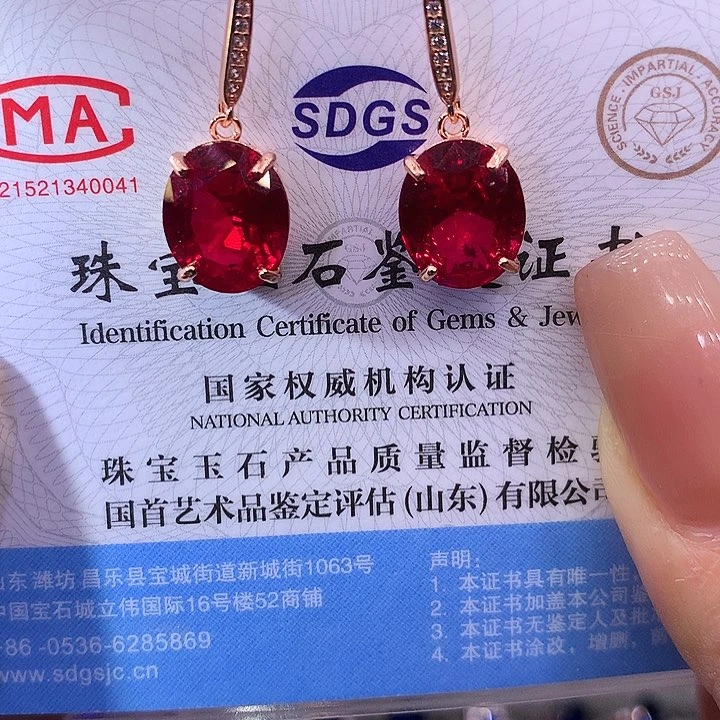 MA
21521340041
SDGS
SCIENCE · IMPARTIAL · ACCURACY
GSJ
珠宝玉石鉴定证书
Identification Certificate of Gems & Jew
国家权威机构认证
NATIONAL AUTHORITY CERTIFICATION
珠宝玉石产品质量监督检验
国首艺术品鉴定评估(山东)有限公司
山东 潍坊 昌乐县宝城街道新城街1063号
中国宝石城立伟国际16号楼52商铺
86 -0536-6285869
www.sdgsjc.cn
声明:
1. 本证书具有唯一性
2. 本证书加盖本公司
3. 本证书无鉴定人及批
4. 本证书涂改, 增删,